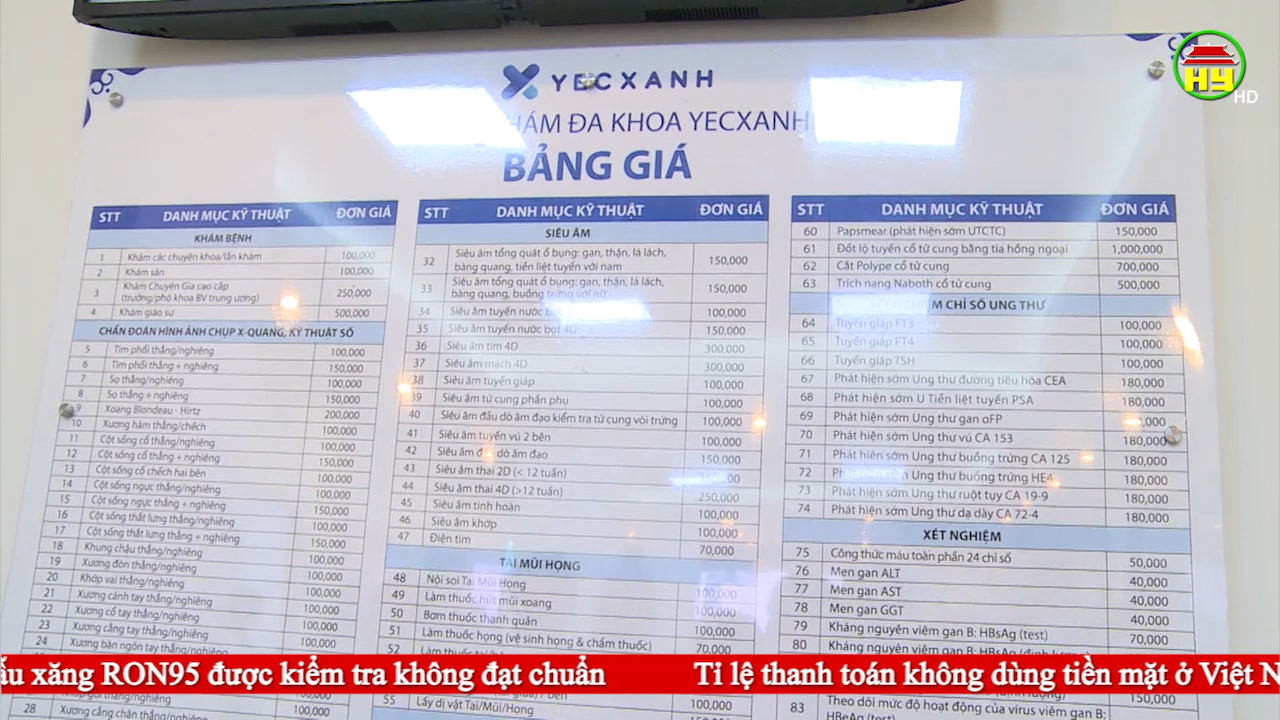 YECXANH
KHÁM ĐA KHOA YECXANH
BẢNG GIÁ
HY
HD
STT DANH MỤC KỸ THUẬT ĐƠN GIÁ
KHÁM BỆNH
1 Khám các chuyên khoa/lần khám 100,000
2 Khám sản 100,000
3 Khám Chuyên Gia cao cấp
(trưởng/phó khoa BV trung ương) 250,000
4 Khám giáo sư 500,000
CHẨN ĐOÁN HÌNH ẢNH CHỤP X-QUANG, KỸ THUẬT SỐ
5 Tim phổi thẳng/nghiêng 100,000
6 Tim phổi thẳng + nghiêng 150,000
7 Sọ thẳng/nghiêng 100,000
8 Sọ thẳng + nghiêng 150,000
9 Xoang Blondeau - Hirtz 200,000
10 Xương hàm thẳng/chếch 100,000
11 Cột sống cổ thẳng/nghiêng 100,000
12 Cột sống cổ thẳng + nghiêng 150,000
13 Cột sống cổ chếch hai bên 100,000
14 Cột sống ngực thẳng/nghiêng 100,000
15 Cột sống ngực thẳng + nghiêng 150,000
16 Cột sống thắt lưng thẳng/nghiêng 100,000
17 Cột sống thắt lưng thẳng + nghiêng 150,000
18 Khung chậu thẳng/nghiêng 100,000
19 Xương đòn thẳng/nghiêng 100,000
20 Khớp vai thẳng/nghiêng 100,000
21 Xương cánh tay thẳng/nghiêng 100,000
22 Xương cổ tay thẳng/nghiêng 100,000
23 Xương cẳng tay thẳng/nghiêng 100,000
24 Xương bàn ngón tay thẳng/nghiêng 100,000
28 Xương cẳng chân thẳng/nghiêng 100,000
STT DANH MỤC KỸ THUẬT ĐƠN GIÁ
SIÊU ÂM
32 Siêu âm tổng quát ổ bụng: gan, thận, lá lách,
bàng quang, tiền liệt tuyến với nam 150,000
33 Siêu âm tổng quát ổ bụng: gan, thận, lá lách,
bàng quang, buồng trứng với nữ 150,000
34 Siêu âm tuyến nước 100,000
35 Siêu âm tuyến nước bọt 4D 150,000
36 Siêu âm tim 4D 300,000
37 Siêu âm mạch 4D 300,000
38 Siêu âm tuyến giáp 100,000
39 Siêu âm tử cung phần phụ 100,000
40 Siêu âm đầu dò âm đạo kiểm tra tử cung vòi trứng 100,000
41 Siêu âm tuyến vú 2 bên 100,000
42 Siêu âm dò âm đạo 150,000
43 Siêu âm thai 2D (< 12 tuần)
44 Siêu âm thai 4D (>12 tuần) 250,000
45 Siêu âm tinh hoàn 100,000
46 Siêu âm khớp 100,000
47 Điện tim 70,000
TAI MŨI HỌNG
48 Nội soi Tai Mũi Họng 100,000
49 Làm thuốc hút mũi xoang 100,000
50 Bơm thuốc thanh quản 100,000
51 Làm thuốc họng (vệ sinh họng & chấm thuốc) 70,000
52 Làm thuốc
55 Lấy dị vật Tai/Mũi/Họng
STT DANH MỤC KỸ THUẬT ĐƠN GIÁ
60 Papsmear (phát hiện sớm UTCTC) 150,000
61 Đốt lộ tuyến cổ tử cung bằng tia hồng ngoại 1,000,000
62 Cắt Polype cổ tử cung 700,000
63 Trích nang Naboth cổ tử cung 500,000
XÉT NGHIỆM CHỈ SỐ UNG THƯ
64 Tuyến giáp FT3 100,000
65 Tuyến giáp FT4 100,000
66 Tuyến giáp TSH 100,000
67 Phát hiện sớm Ung thư đường tiêu hóa CEA 180,000
68 Phát hiện sớm U Tiền liệt tuyến PSA 180,000
69 Phát hiện sớm Ung thư gan αFP
70 Phát hiện sớm Ung thư vú CA 153 180,000
71 Phát hiện sớm Ung thư buồng trứng CA 125 180,000
72 Phát hiện sớm Ung thư buồng trứng HE4 180,000
73 Phát hiện sớm Ung thư ruột tụy CA 19-9 180,000
74 Phát hiện sớm Ung thư dạ dày CA 72-4 180,000
XÉT NGHIỆM
75 Công thức máu toàn phần 24 chỉ số 50,000
76 Men gan ALT 40,000
77 Men gan AST 40,000
78 Men gan GGT 40,000
79 Kháng nguyên viêm gan B: HBsAg (test) 70,000
80 Kháng nguyên viêm gan B: HBsAg
83 Theo dõi mức độ hoạt động của virus viêm gan B: 150,000
HBeAg (test)
xăng RON95 được kiểm tra không đạt chuẩn Tỉ lệ thanh toán không dùng tiền mặt ở Việt N